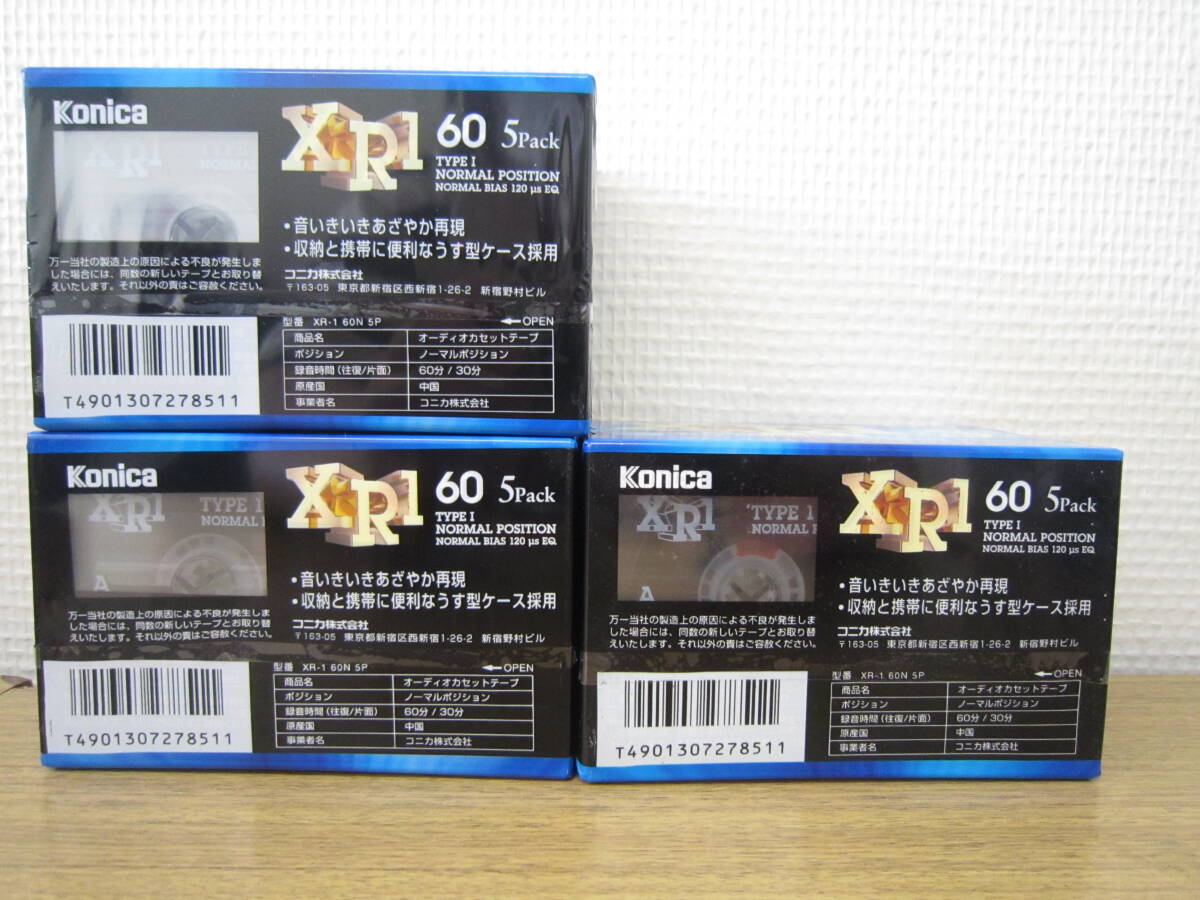 Konica
XR1
NORMAL
XR1
60 5Pack
TYPE I
NORMAL POSITION
NORMAL BIAS 120 µs EQ
・音いきいきあざやか再現
・収納と携帯に便利なうす型ケース採用
万一当社の製造上の原因による不良が発生しま
した場合には、同数の新しいテープとお取り替
えいたします。それ以外の責はご容赦ください。
コニカ株式会社
〒163-05 東京都新宿区西新宿1-26-2 新宿野村ビル
型番 XR-1 60N 5P
←OPEN
商品名 オーディオカセットテープ
ポジション ノーマルポジション
録音時間(往復/片面) 60分 / 30分
原産国 中国
事業者名 コニカ株式会社
T4901307278511
Konica
XR1 TYPE 1
NORMAL
A
XR1
60 5Pack
TYPE I
NORMAL POSITION
NORMAL BIAS 120 µs EQ
・音いきいきあざやか再現
・収納と携帯に便利なうす型ケース採用
万一当社の製造上の原因による不良が発生しま
した場合には、同数の新しいテープとお取り替
えいたします。それ以外の責はご容赦ください。
コニカ株式会社
〒163-05 東京都新宿区西新宿1-26-2 新宿野村ビル
型番 XR-1 60N 5P
←OPEN
商品名 オーディオカセットテープ
ポジション ノーマルポジション
録音時間(往復/片面) 60分 / 30分
原産国 中国
事業者名 コニカ株式会社
T4901307278511
Konica
XR1 TYPE 1
NORMAL
A
XR1
60 5Pack
TYPE I
NORMAL POSITION
NORMAL BIAS 120 µs EQ
・音いきいきあざやか再現
・収納と携帯に便利なうす型ケース採用
万一当社の製造上の原因による不良が発生しま
した場合には、同数の新しいテープとお取り替
えいたします。それ以外の責はご容赦ください。
コニカ株式会社
〒163-05 東京都新宿区西新宿1-26-2 新宿野村ビル
型番 XR-1 60N 5P
←OPEN
商品名 オーディオカセットテープ
ポジション ノーマルポジション
録音時間(往復/片面) 60分 / 30分
原産国 中国
事業者名 コニカ株式会社
T4901307278511